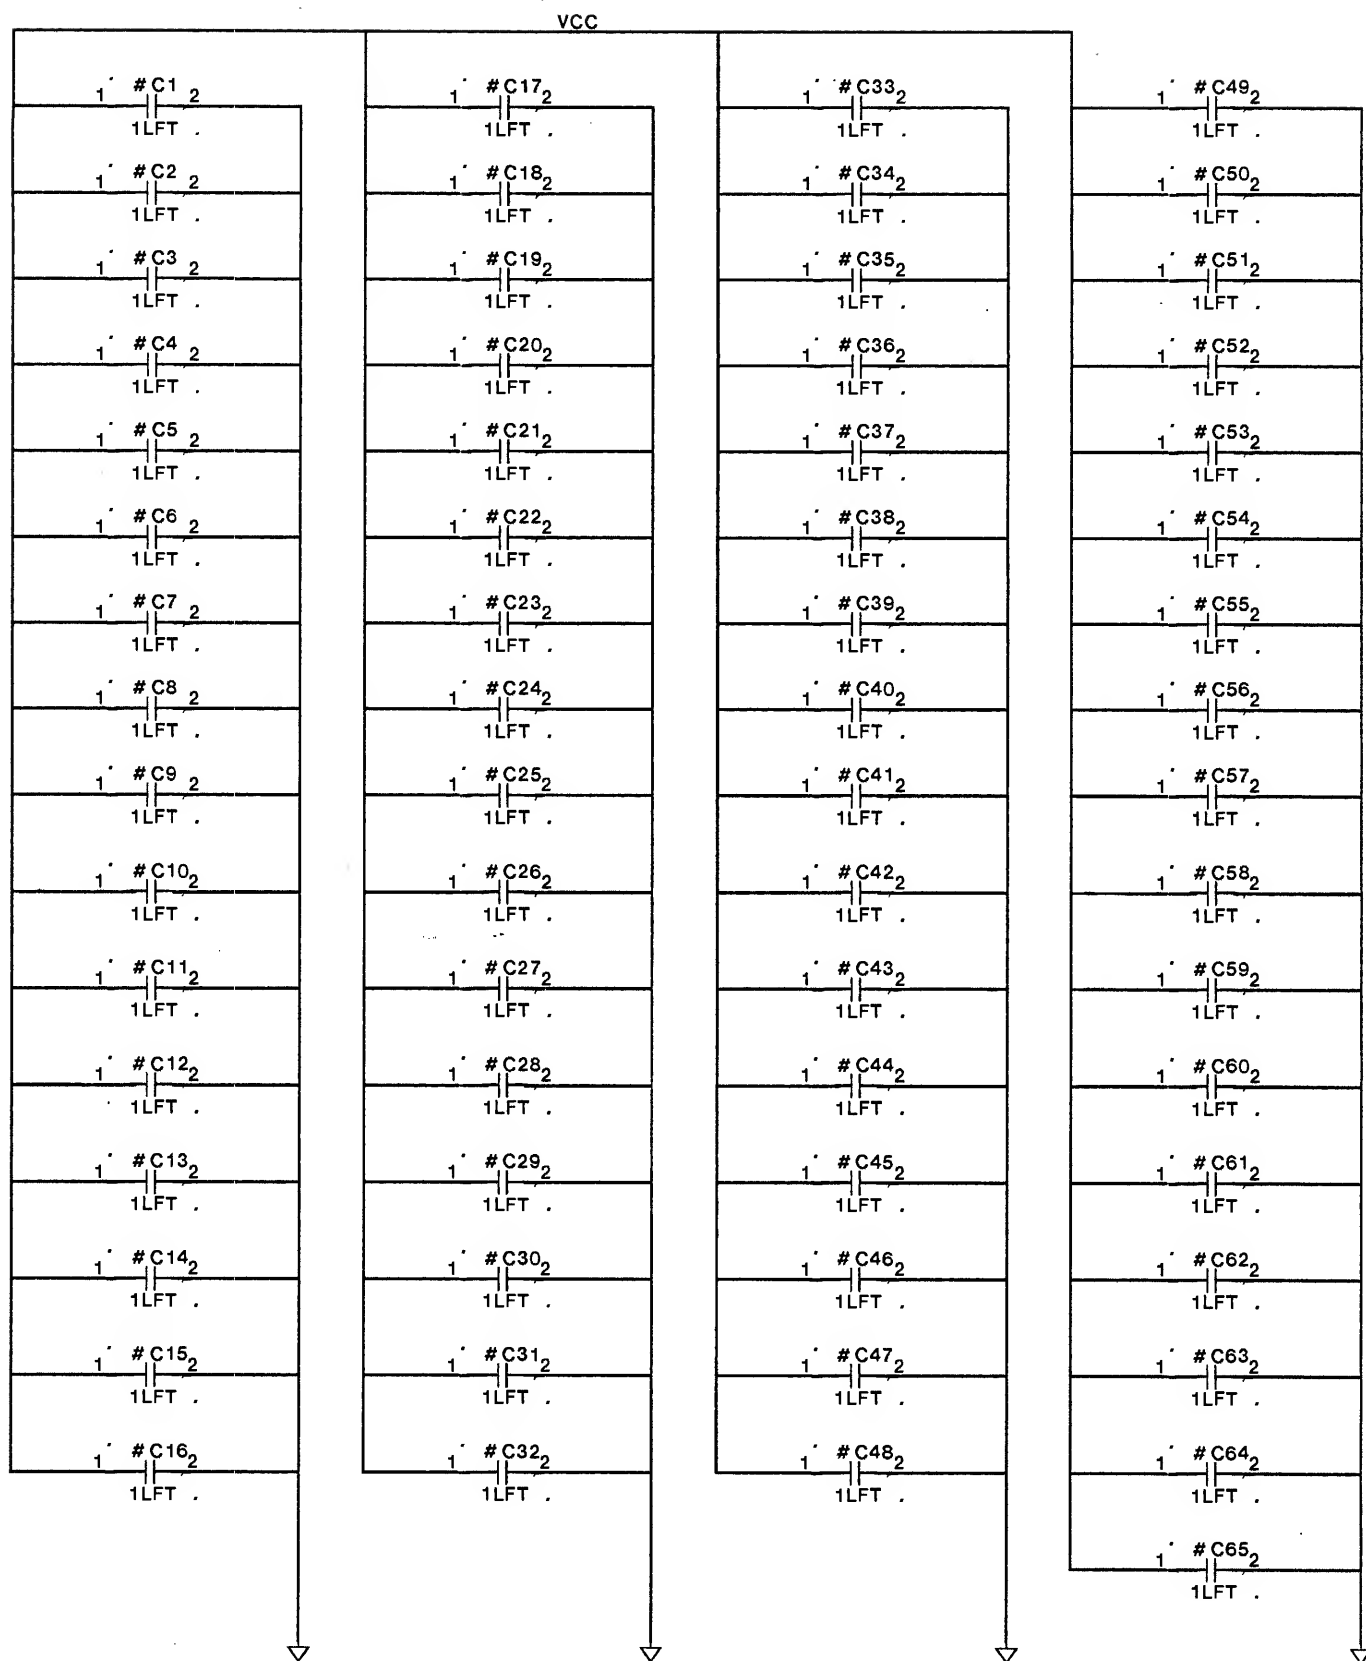 VCC
1 #C1 2 1 #C17 2 1 #C33 2 1 #C49 2
1LFT . 1LFT . 1LFT . 1LFT .
1 #C2 2 1 #C18 2 1 #C34 2 1 #C50 2
1LFT . 1LFT . 1LFT . 1LFT .
1 #C3 2 1 #C19 2 1 #C35 2 1 #C51 2
1LFT . 1LFT . 1LFT . 1LFT .
1 #C4 2 1 #C20 2 1 #C36 2 1 #C52 2
1LFT . 1LFT . 1LFT . 1LFT .
1 #C5 2 1 #C21 2 1 #C37 2 1 #C53 2
1LFT . 1LFT . 1LFT . 1LFT .
1 #C6 2 1 #C22 2 1 #C38 2 1 #C54 2
1LFT . 1LFT . 1LFT . 1LFT .
1 #C7 2 1 #C23 2 1 #C39 2 1 #C55 2
1LFT . 1LFT . 1LFT . 1LFT .
1 #C8 2 1 #C24 2 1 #C40 2 1 #C56 2
1LFT . 1LFT . 1LFT . 1LFT .
1 #C9 2 1 #C25 2 1 #C41 2 1 #C57 2
1LFT . 1LFT . 1LFT . 1LFT .
1 #C10 2 1 #C26 2 1 #C42 2 1 #C58 2
1LFT . 1LFT . 1LFT . 1LFT .
1 #C11 2 1 #C27 2 1 #C43 2 1 #C59 2
1LFT . 1LFT . 1LFT . 1LFT .
1 #C12 2 1 #C28 2 1 #C44 2 1 #C60 2
1LFT . 1LFT . 1LFT . 1LFT .
1 #C13 2 1 #C29 2 1 #C45 2 1 #C61 2
1LFT . 1LFT . 1LFT . 1LFT .
1 #C14 2 1 #C30 2 1 #C46 2 1 #C62 2
1LFT . 1LFT . 1LFT . 1LFT .
1 #C15 2 1 #C31 2 1 #C47 2 1 #C63 2
1LFT . 1LFT . 1LFT . 1LFT .
1 #C16 2 1 #C32 2 1 #C48 2 1 #C64 2
1LFT . 1LFT . 1LFT . 1LFT .
1 #C65 2
1LFT .